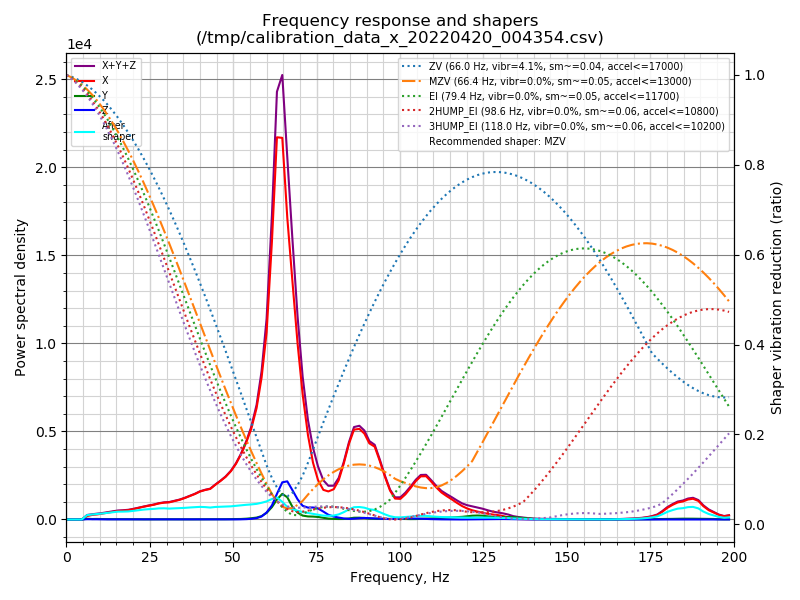 Frequency response and shapers
(/tmp/calibration_data_x_20220420_004354.csv)
1e4
X+Y+Z
X
Y
Z
After
shaper
ZV (66.0 Hz, vibr=4.1%, sm~=0.04, accel<=17000)
MZV (66.4 Hz, vibr=0.0%, sm~=0.05, accel<=13000)
EI (79.4 Hz, vibr=0.0%, sm~=0.05, accel<=11700)
2HUMP_EI (98.6 Hz, vibr=0.0%, sm~=0.06, accel<=10800)
3HUMP_EI (118.0 Hz, vibr=0.0%, sm~=0.06, accel<=10200)
Recommended shaper: MZV
Power spectral density
2.5
2.0
1.5
1.0
0.5
0.0
1.0
0.8
0.6
0.4
0.2
0.0
Shaper vibration reduction (ratio)
0 25 50 75 100 125 150 175 200
Frequency, Hz